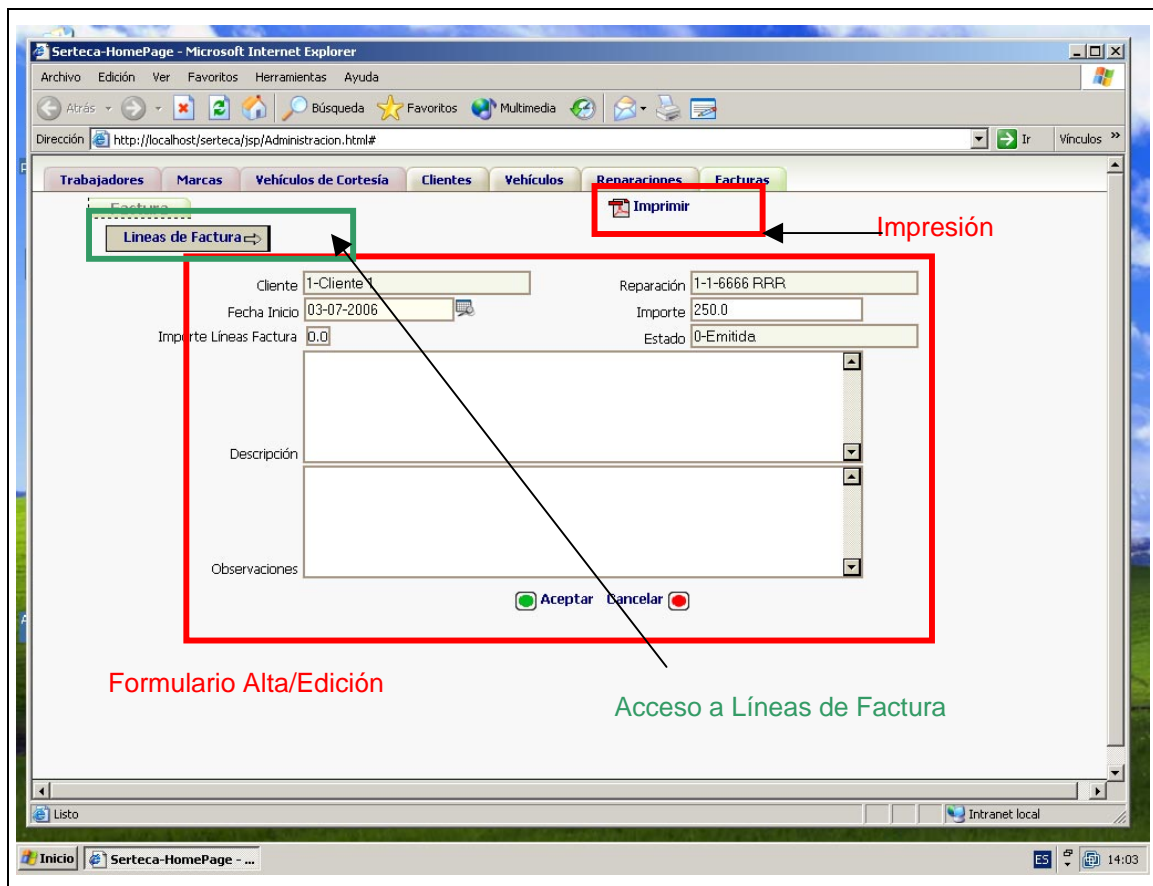 Serteca-HomePage - Microsoft Internet Explorer
Archivo Edición Ver Favoritos Herramientas Ayuda
Atrás Búsqueda Favoritos Multimedia
Dirección http://localhost/serteca/jsp/Administracion.html# Ir Vínculos »
Trabajadores Marcas Vehículos de Cortesía Clientes Vehículos Reparaciones Facturas
Factura Imprimir
Impresión
Lineas de Factura
Cliente 1-Cliente 1 Reparación 1-1-6666 RRR
Fecha Inicio 03-07-2006 Importe 250.0
Importe Líneas Factura 0.0 Estado 0-Emitida
Descripción
Observaciones
Aceptar Cancelar
Formulario Alta/Edición
Acceso a Líneas de Factura
Listo Intranet local
Inicio Serteca-HomePage - ... ES 14:03